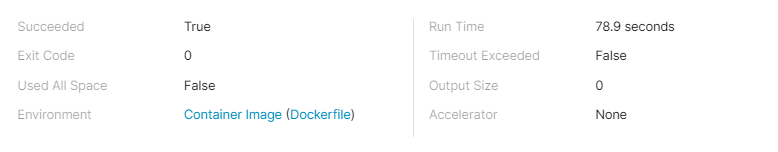 Succeeded True
Exit Code 0
Used All Space False
Environment Container Image (Dockerfile)
Run Time 78.9 seconds
Timeout Exceeded False
Output Size 0
Accelerator None